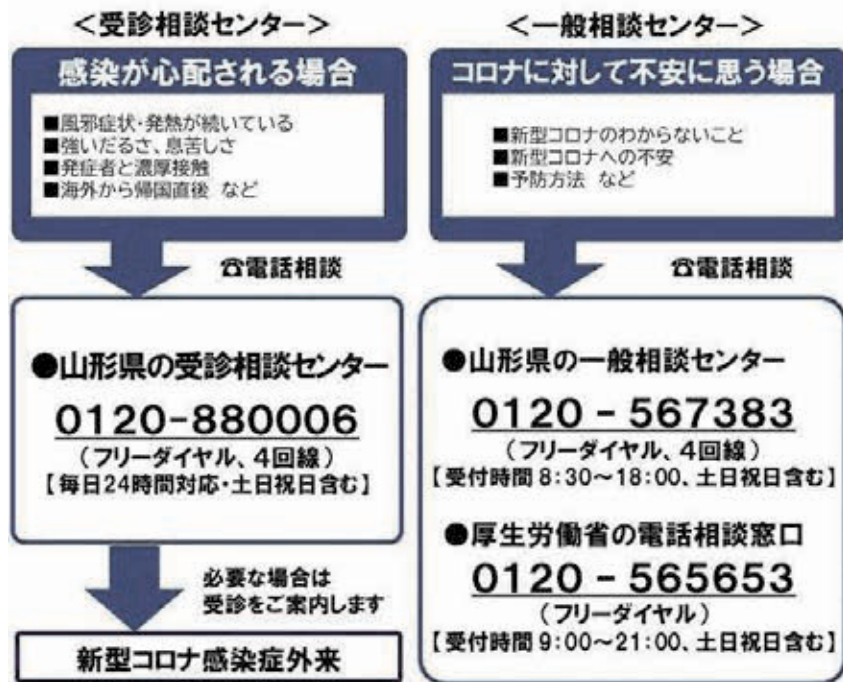 ＜受診相談センター＞
感染が心配される場合
■風邪症状・発熱が続いている
■強いだるさ、息苦しさ
■発症者と濃厚接触
■海外から帰国直後 など
☎電話相談
●山形県の受診相談センター
0120-880006
（フリーダイヤル、4回線）
【毎日24時間対応・土日祝日含む】
必要な場合は
受診をご案内します
新型コロナ感染症外来
＜一般相談センター＞
コロナに対して不安に思う場合
■新型コロナのわからないこと
■新型コロナへの不安
■予防方法 など
☎電話相談
●山形県の一般相談センター
0120－567383
（フリーダイヤル、4回線）
【受付時間 8:30～18:00、土日祝日含む】
●厚生労働省の電話相談窓口
0120－565653
（フリーダイヤル）
【受付時間 9:00～21:00、土日祝日含む】